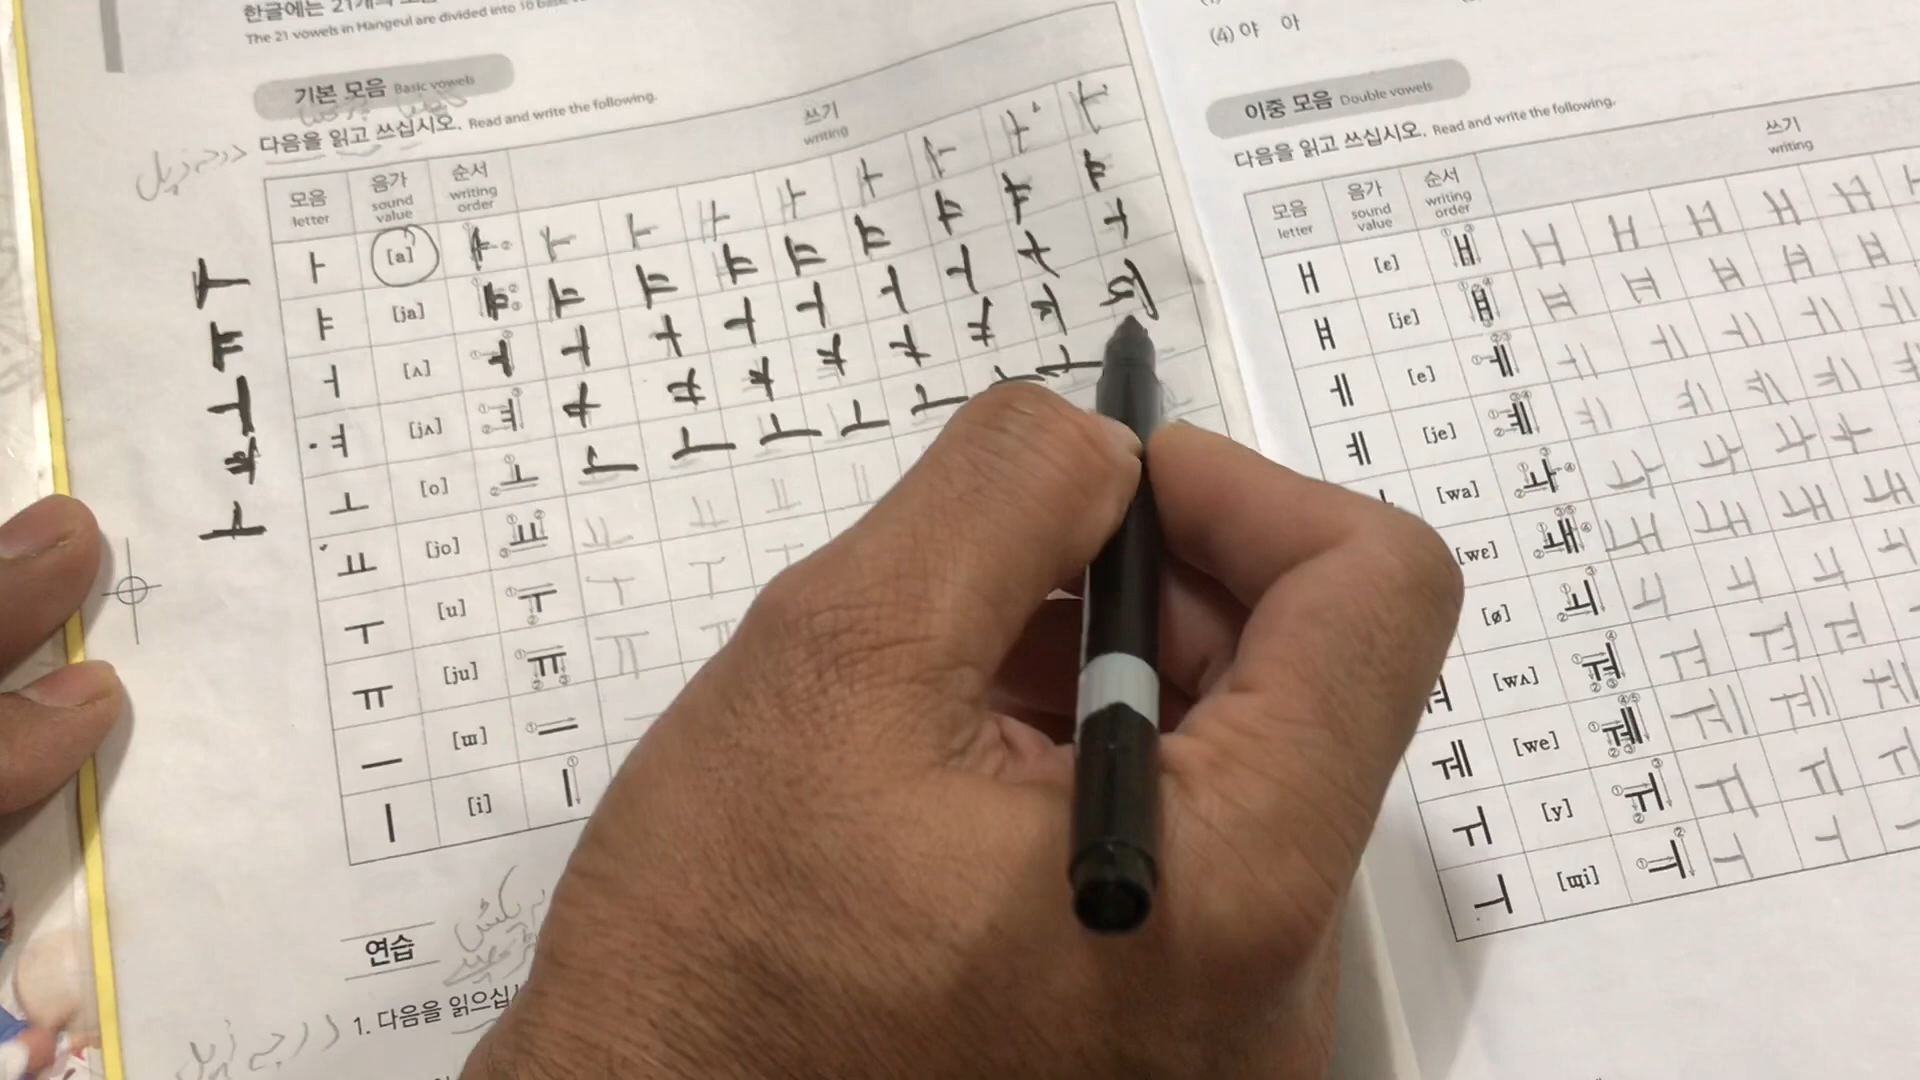 한글에는 21개의
The 21 vowels in Hangeul are divided into 10
기본 모음 Basic vowels
다음을 읽고 쓰십시오. Read and write the following.
모음 letter 음가 sound value 순서 writing order 쓰기 writing
ㅏ [a] ㅏ ㅏ ㅏ ㅏ ㅏ ㅏ ㅏ ㅏ ㅏ
ㅑ [ja] ㅑ ㅑ ㅑ ㅑ ㅑ ㅑ ㅑ ㅑ ㅑ
ㅓ [ʌ] ㅓ ㅓ ㅓ ㅓ ㅓ ㅓ ㅓ ㅓ ㅓ
ㅕ [jʌ] ㅕ ㅕ ㅕ ㅕ ㅕ ㅕ ㅕ ㅕ
ㅗ [o] ㅗ ㅗ ㅗ ㅗ ㅗ ㅗ ㅗ ㅗ
ㅛ [jo] ㅛ ㅛ ㅛ ㅛ ㅛ
ㅜ [u] ㅜ ㅜ ㅜ ㅜ
ㅠ [ju] ㅠ ㅠ ㅠ
ㅡ [ɯ] ㅡ
ㅣ [i] ㅣ
ㅏ
ㅑ
ㅓ
ㅕ
ㅗ
연습
1. 다음을 읽으십시
(4) 야 아
이중 모음 Double vowels
다음을 읽고 쓰십시오. Read and write the following.
모음 letter 음가 sound value 순서 writing order 쓰기 writing
ㅐ [e] ㅐ ㅐ ㅐ ㅐ ㅐ ㅐ
ㅒ [jɛ] ㅒ ㅒ ㅒ ㅒ ㅒ ㅒ
ㅔ [e] ㅔ ㅔ ㅔ ㅔ ㅔ ㅔ
ㅖ [je] ㅖ ㅖ ㅖ ㅖ ㅖ ㅖ
[wa] ㅘ ㅘ ㅘ ㅘ ㅘ
[wɛ] ㅙ ㅙ ㅙ ㅙ ㅙ
[ø] ㅚ ㅚ ㅚ ㅚ ㅚ
ㅝ [wʌ] ㅝ ㅝ ㅝ ㅝ
ㅞ [we] ㅞ ㅞ ㅞ ㅞ
ㅟ [y] ㅟ ㅟ ㅟ ㅟ
ㅢ [ɰi] ㅢ ㅢ ㅢ